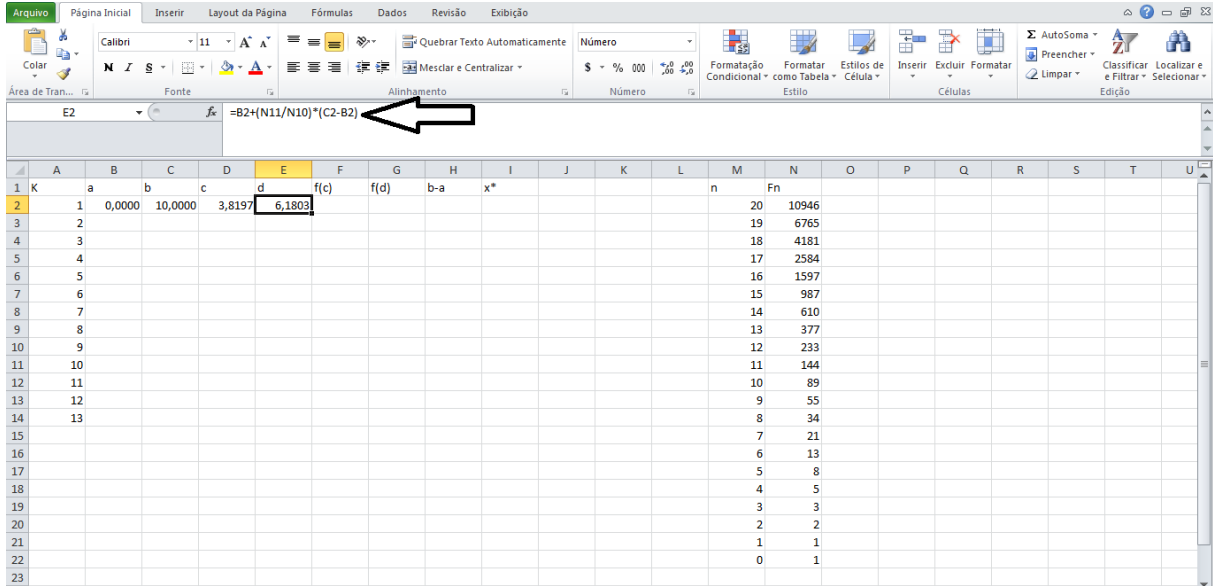 Arquivo Página Inicial Inserir Layout da Página Fórmulas Dados Revisão Exibição
Colar
Calibri 11
N I S
Quebrar Texto Automaticamente
Mesclar e Centralizar
Número
$ % 000
Formatação Condicional
Formatar como Tabela
Estilos de Célula
Inserir Excluir Formatar
Σ AutoSoma
Preencher
Limpar
Classificar e Filtrar
Localizar e Selecionar
Área de Tran... Fonte Alinhamento Número Estilo Células Edição
E2 fx =B2+(N11/N10)*(C2-B2)
A B C D E F G H I J K L M N O P Q R S T U
1 K a b c d f(c) f(d) b-a x* n Fn
2 1 0,0000 10,0000 3,8197 6,1803 20 10946
3 2 19 6765
4 3 18 4181
5 4 17 2584
6 5 16 1597
7 6 15 987
8 7 14 610
9 8 13 377
10 9 12 233
11 10 11 144
12 11 10 89
13 12 9 55
14 13 8 34
15 7 21
16 6 13
17 5 8
18 4 5
19 3 3
20 2 2
21 1 1
22 0 1
23